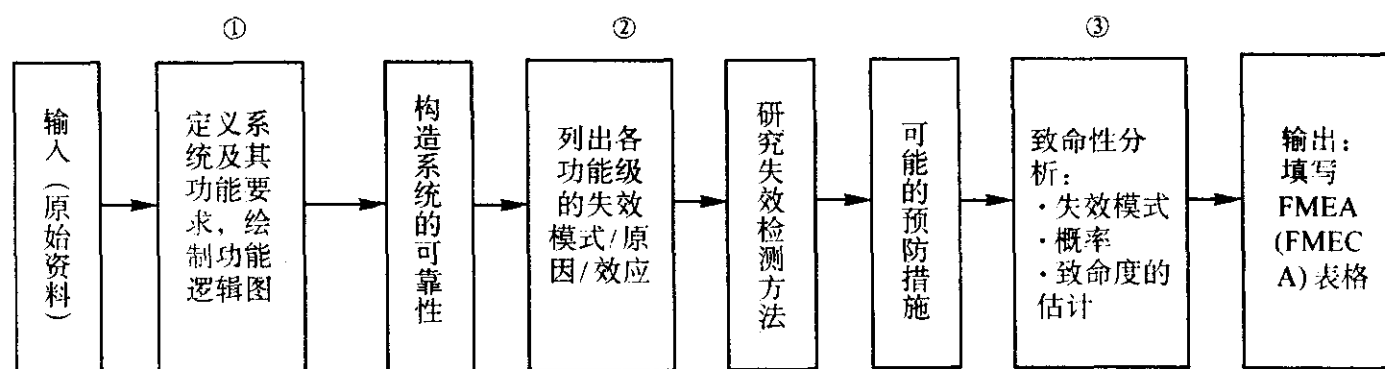 ①
②
③
输入（原始资料）
定义系
统及其
功能要
求，绘
制功能
逻辑图
构造系统的可靠性
列出各
功能级
的失效
模式/原
因/效应
研究失效检测方法
可能的预防措施
致命性分
析：
·失效模式
·概率
·致命度的
估计
输出：
填写
FMEA
(FMEC
A)表格